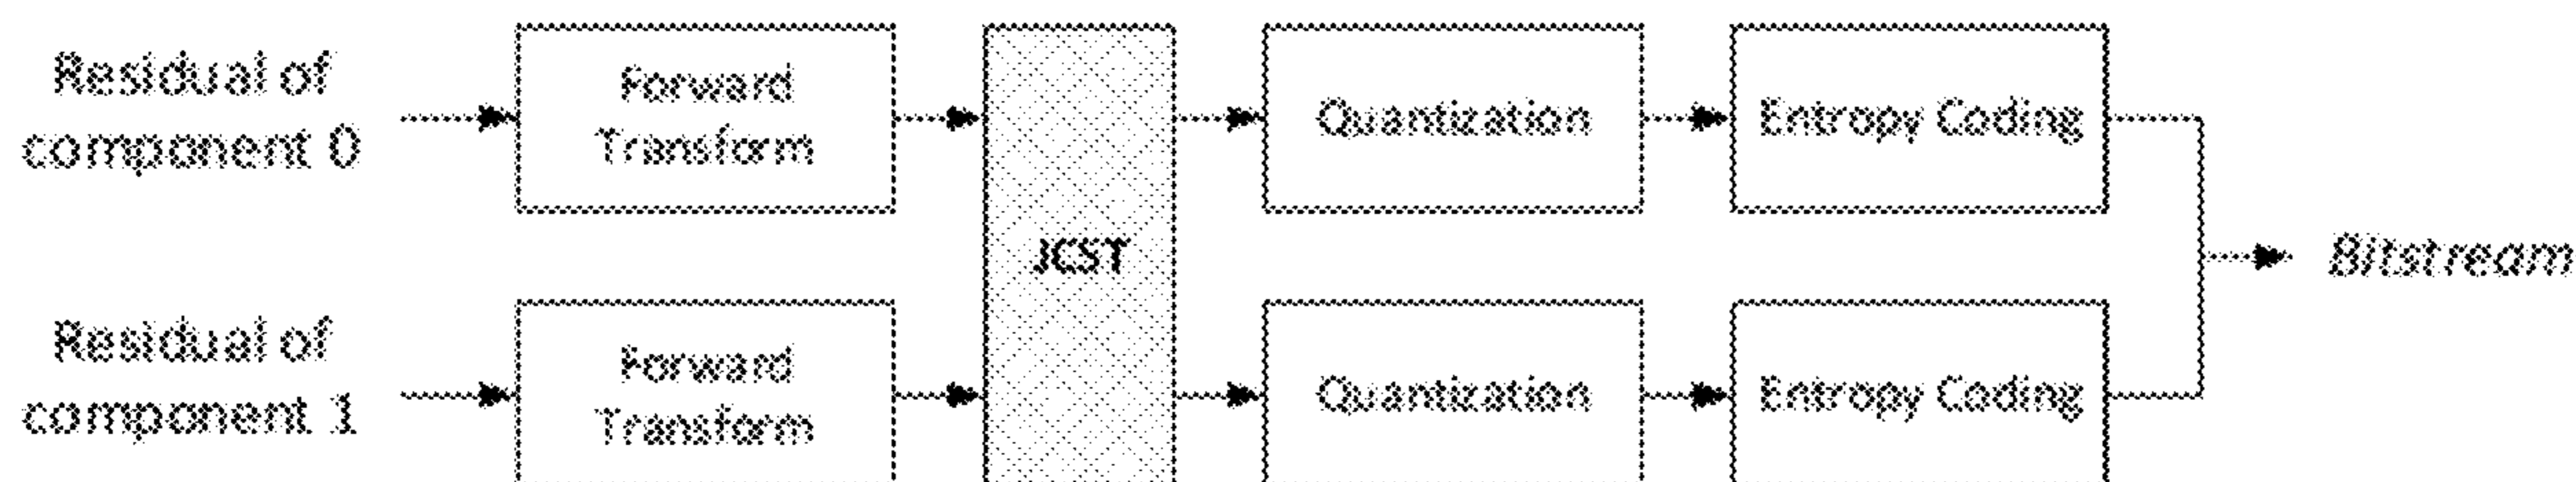 Residual of
component 0
Forward
Transform
JCST
Quantization
Entropy Coding
Bitstream
Residual of
component 1
Forward
Transform
Quantization
Entropy Coding